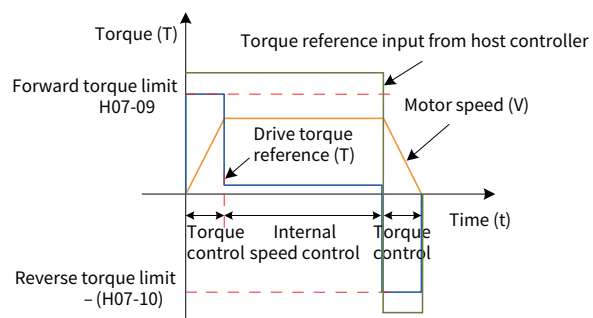 Torque (T)
Torque reference input from host controller
Forward torque limit
H07-09
Motor speed (V)
Drive torque
reference (T)
Time (t)
Torque
control
Internal
speed control
Torque
control
Reverse torque limit
– (H07-10)